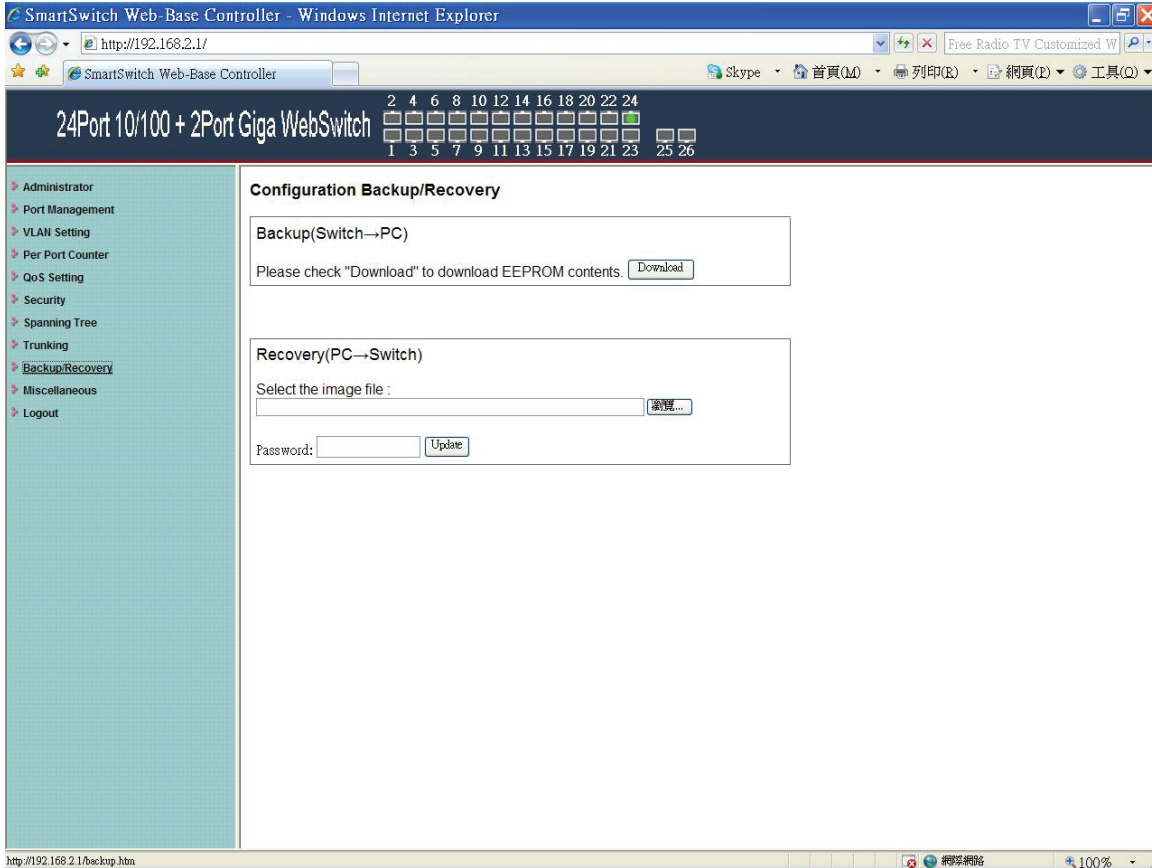 SmartSwitch Web-Base Controller - Windows Internet Explorer
http://192.168.2.1/
Free Radio TV Customized W
SmartSwitch Web-Base Controller
Skype
首頁(M)
列印(R)
網頁(P)
工具(O)
24Port 10/100 + 2Port Giga WebSwitch
2 4 6 8 10 12 14 16 18 20 22 24
1 3 5 7 9 11 13 15 17 19 21 23 25 26
Administrator
Port Management
VLAN Setting
Per Port Counter
QoS Setting
Security
Spanning Tree
Trunking
Backup/Recovery
Miscellaneous
Logout
Configuration Backup/Recovery
Backup(Switch→PC)
Please check "Download" to download EEPROM contents. Download
Recovery(PC→Switch)
Select the image file :
瀏覽...
Password: Update
http://192.168.2.1/backup.htm
網際網路
100%